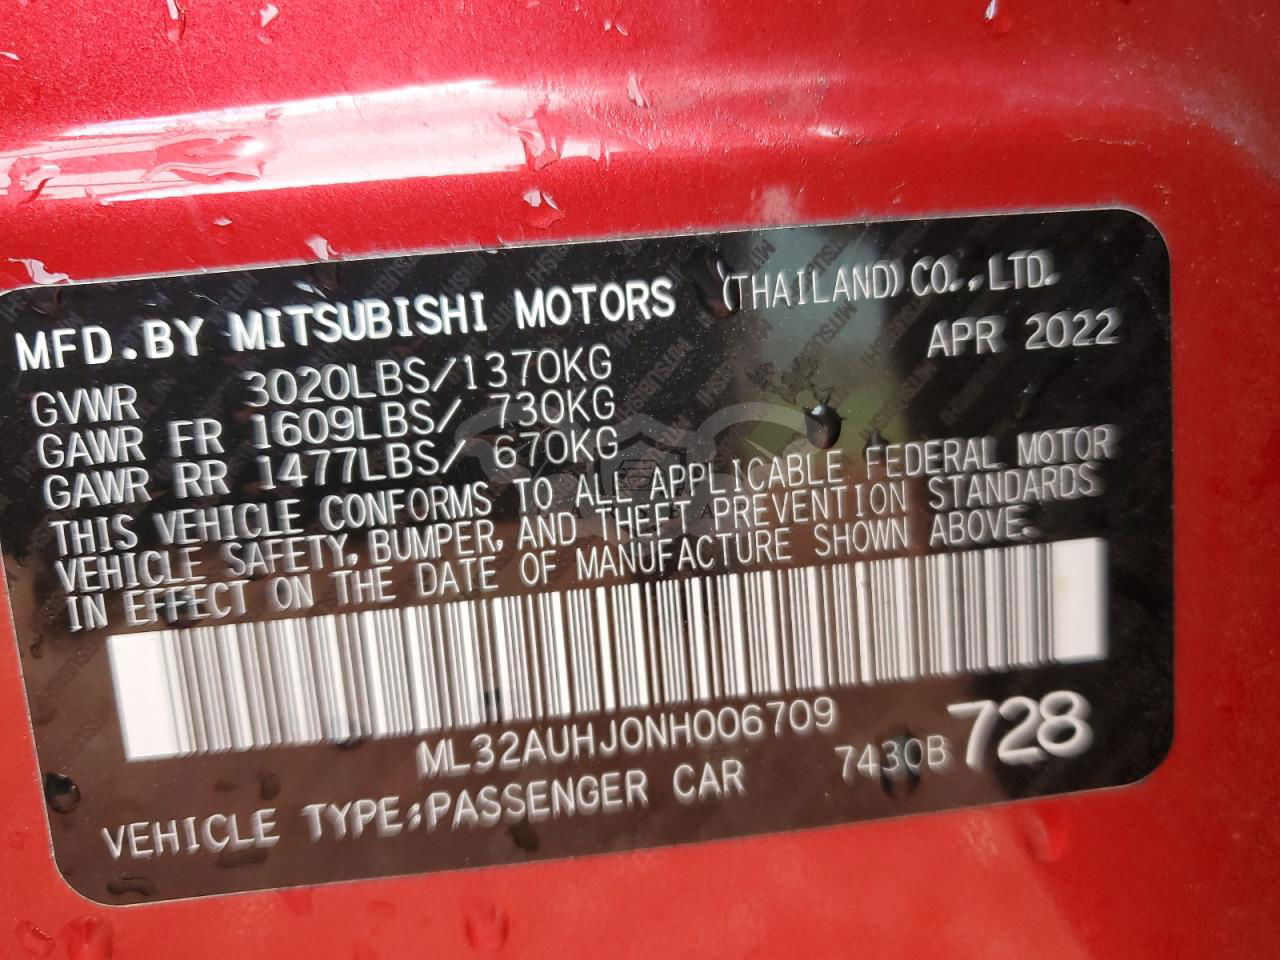 MFD.BY MITSUBISHI MOTORS (THAILAND) CO.,LTD.
APR 2022
GVWR 3020LBS/1370KG
GAWR FR 1609LBS/ 730KG
GAWR RR 1477LBS/ 670KG
THIS VEHICLE CONFORMS TO ALL APPLICABLE FEDERAL MOTOR
VEHICLE SAFETY, BUMPER, AND THEFT PREVENTION STANDARDS
IN EFFECT ON THE DATE OF MANUFACTURE SHOWN ABOVE.
ML32AUHJ0NH006709
7430B 728
VEHICLE TYPE:PASSENGER CAR